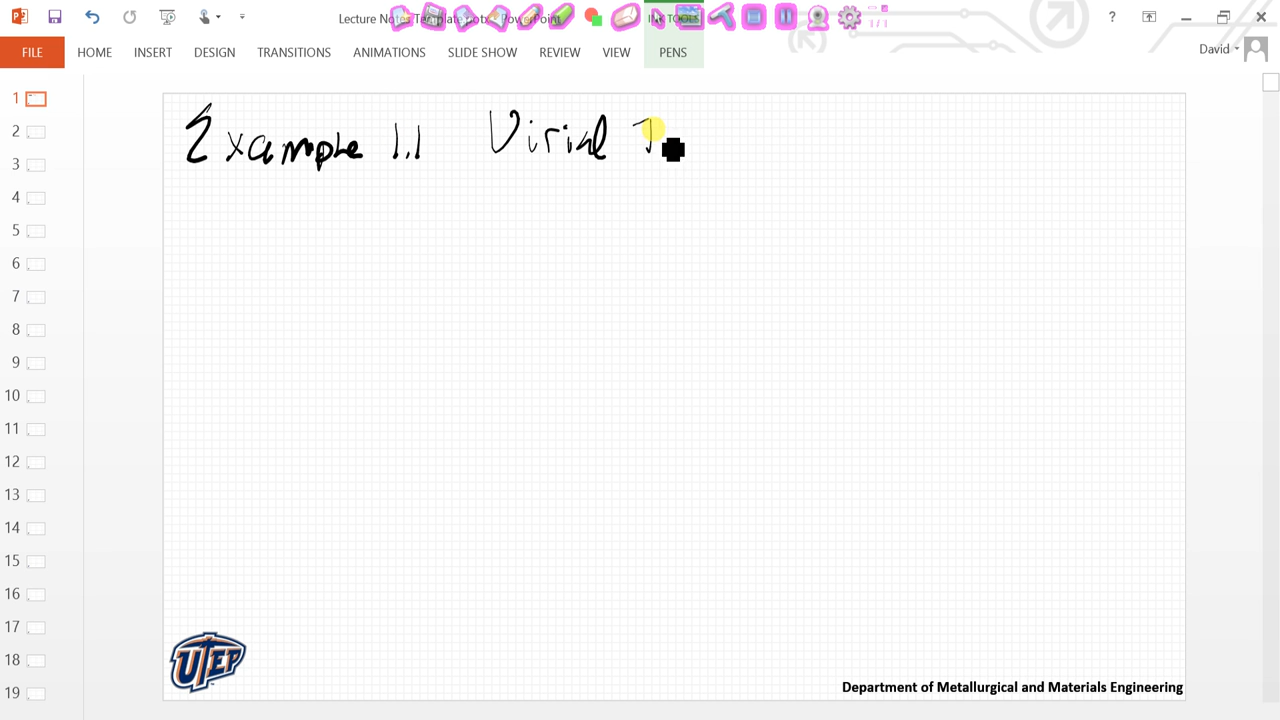 Lecture Notes Template.potx - PowerPoint
INK TOOLS
1/1
?
FILE
HOME
INSERT
DESIGN
TRANSITIONS
ANIMATIONS
SLIDE SHOW
REVIEW
VIEW
PENS
David
1
2
3
4
5
6
7
8
9
10
11
12
13
14
15
16
17
18
19
Example 1.1 Virial T
UTEP
Department of Metallurgical and Materials Engineering